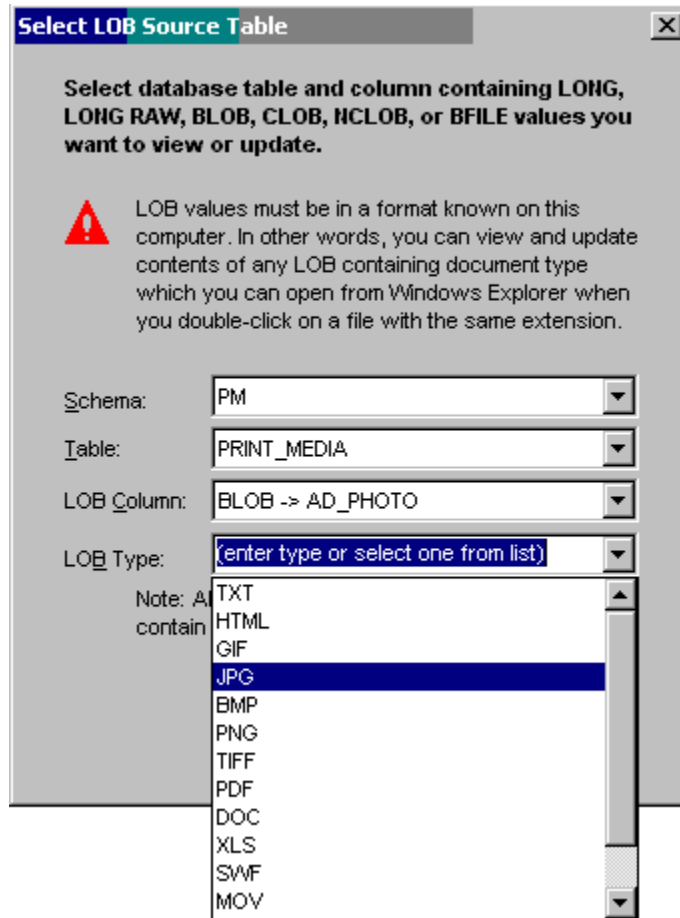 Select LOB Source Table
Select database table and column containing LONG,
LONG RAW, BLOB, CLOB, NCLOB, or BFILE values you
want to view or update.
LOB values must be in a format known on this
computer. In other words, you can view and update
contents of any LOB containing document type
which you can open from Windows Explorer when
you double-click on a file with the same extension.
Schema: PM
Table: PRINT_MEDIA
LOB Column: BLOB -> AD_PHOTO
LOB Type: (enter type or select one from list)
Note:
contain
TXT
HTML
GIF
JPG
BMP
PNG
TIFF
PDF
DOC
XLS
SWF
MOV